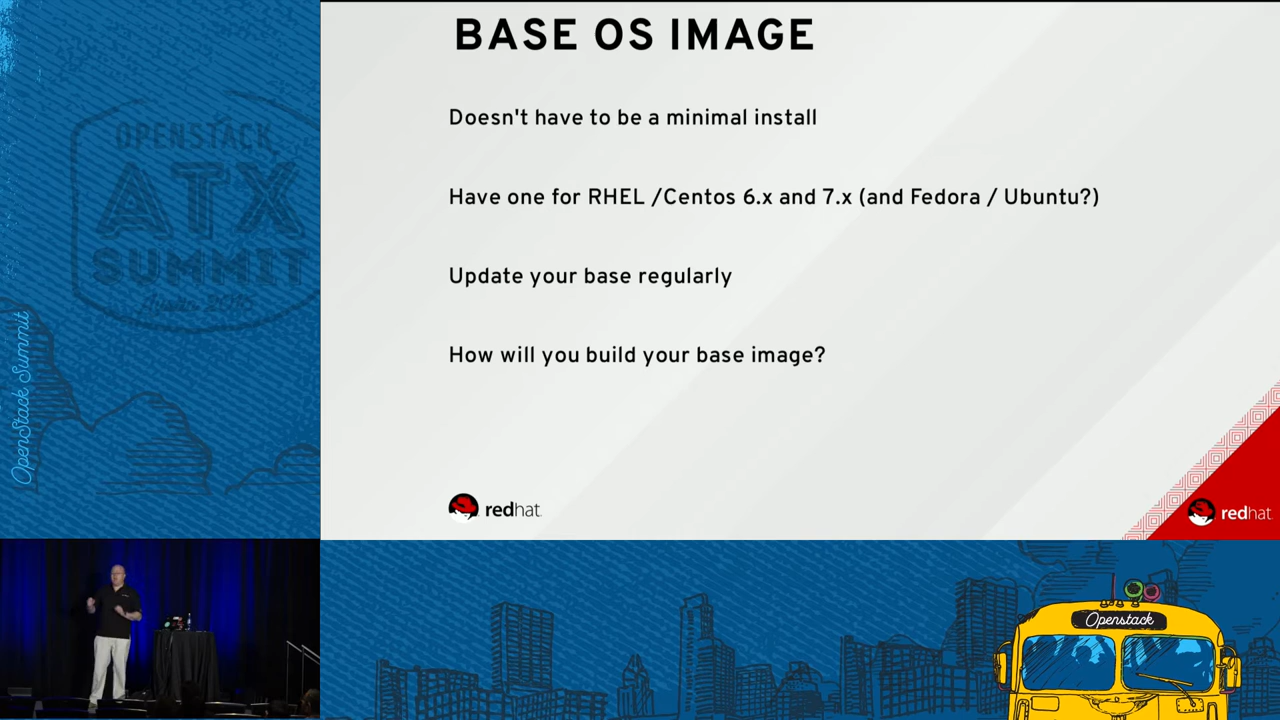 BASE OS IMAGE
Doesn't have to be a minimal install
Have one for RHEL /Centos 6.x and 7.x (and Fedora / Ubuntu?)
Update your base regularly
How will you build your base image?
redhat.
redhat.
OPENSTACK
ATX
SUMMIT
Austin 2016
OpenStack Summit
Openstack